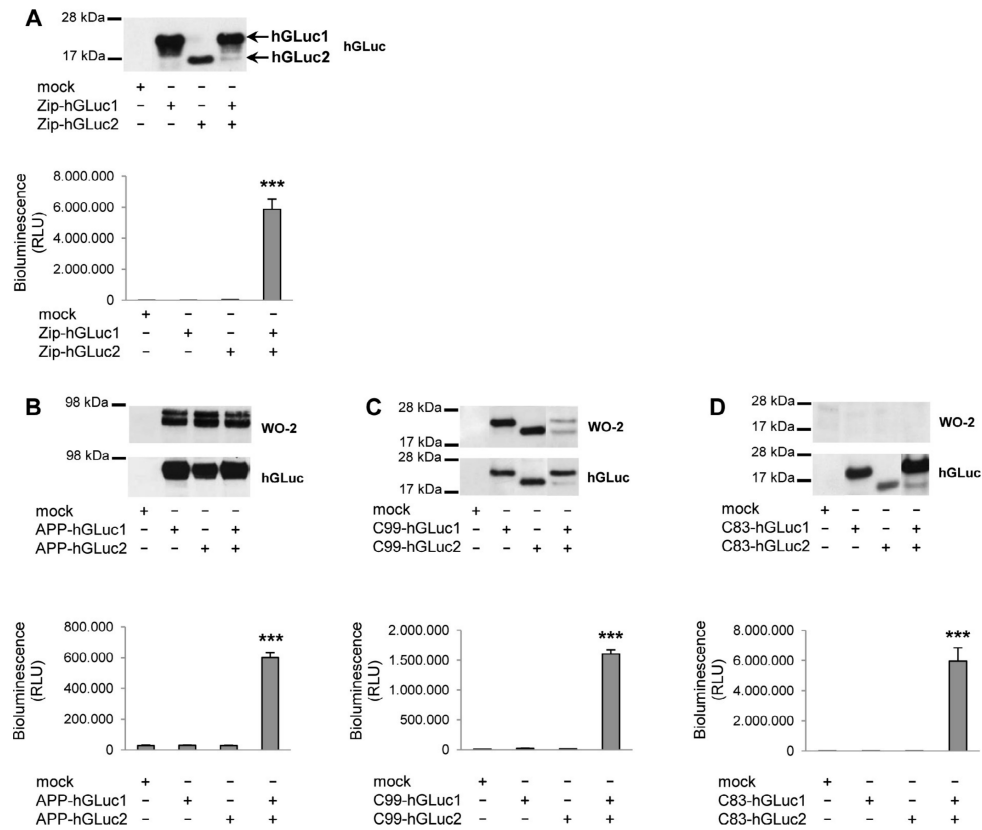 A
28 kDa
17 kDa
hGLuc1
hGLuc2
hGLuc
mock + – – –
Zip-hGLuc1 – + – +
Zip-hGLuc2 – – + +
Bioluminescence
(RLU)
8.000.000
6.000.000
4.000.000
2.000.000
0
***
mock + – – –
Zip-hGLuc1 – + – +
Zip-hGLuc2 – – + +
B
98 kDa
WO-2
98 kDa
hGLuc
mock + – – –
APP-hGLuc1 – + – +
APP-hGLuc2 – – + +
Bioluminescence
(RLU)
800.000
600.000
400.000
200.000
0
***
mock + – – –
APP-hGLuc1 – + – +
APP-hGLuc2 – – + +
C
28 kDa
17 kDa
WO-2
28 kDa
17 kDa
hGLuc
mock + – – –
C99-hGLuc1 – + – +
C99-hGLuc2 – – + +
Bioluminescence
(RLU)
2.000.000
1.500.000
1.000.000
500.000
0
***
mock + – – –
C99-hGLuc1 – + – +
C99-hGLuc2 – – + +
D
28 kDa
17 kDa
WO-2
28 kDa
17 kDa
hGLuc
mock + – – –
C83-hGLuc1 – + – +
C83-hGLuc2 – – + +
Bioluminescence
(RLU)
8.000.000
6.000.000
4.000.000
2.000.000
0
***
mock + – – –
C83-hGLuc1 – + – +
C83-hGLuc2 – – + +